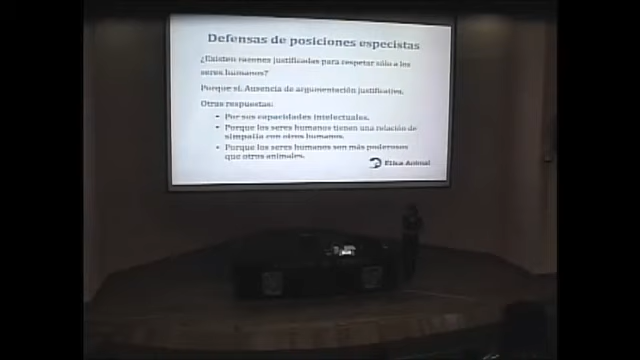 Defensas de posiciones especistas
¿Existen razones justificadas para respetar sólo a los
seres humanos?
Porque sí. Ausencia de argumentación justificativa.
Otras respuestas:
• Por sus capacidades intelectuales.
• Porque los seres humanos tienen una relación de
simpatía con otros humanos.
• Porque los seres humanos son más poderosos
que otros animales.
Ética Animal